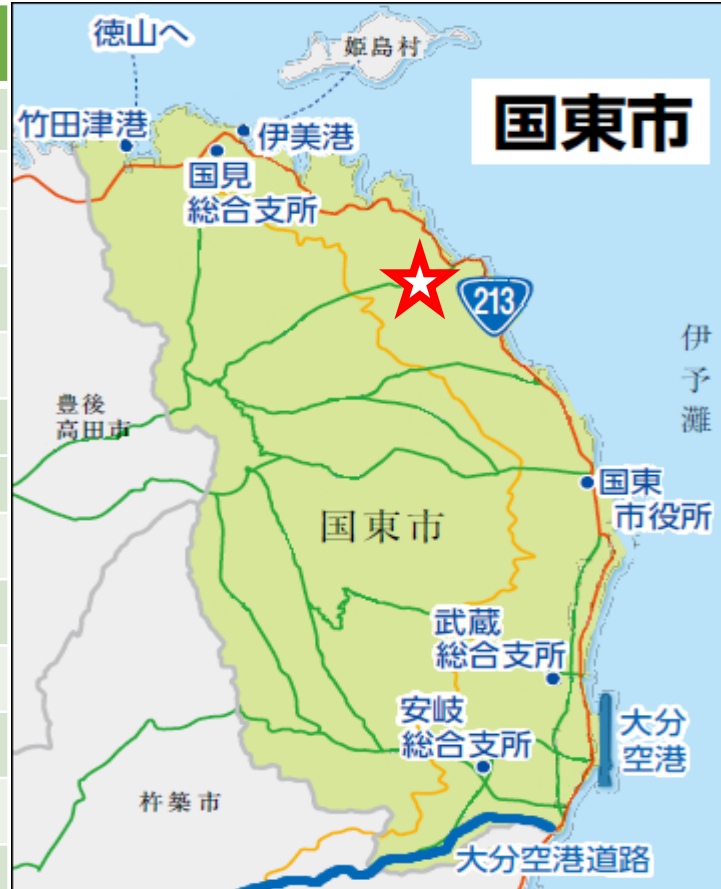 徳山へ
姫島村
国東市
竹田津港
伊美港
国見
総合支所
213
伊予灘
豊後
高田市
国東
市役所
国東市
武蔵
総合支所
安岐
総合支所
大分
空港
杵築市
大分空港道路